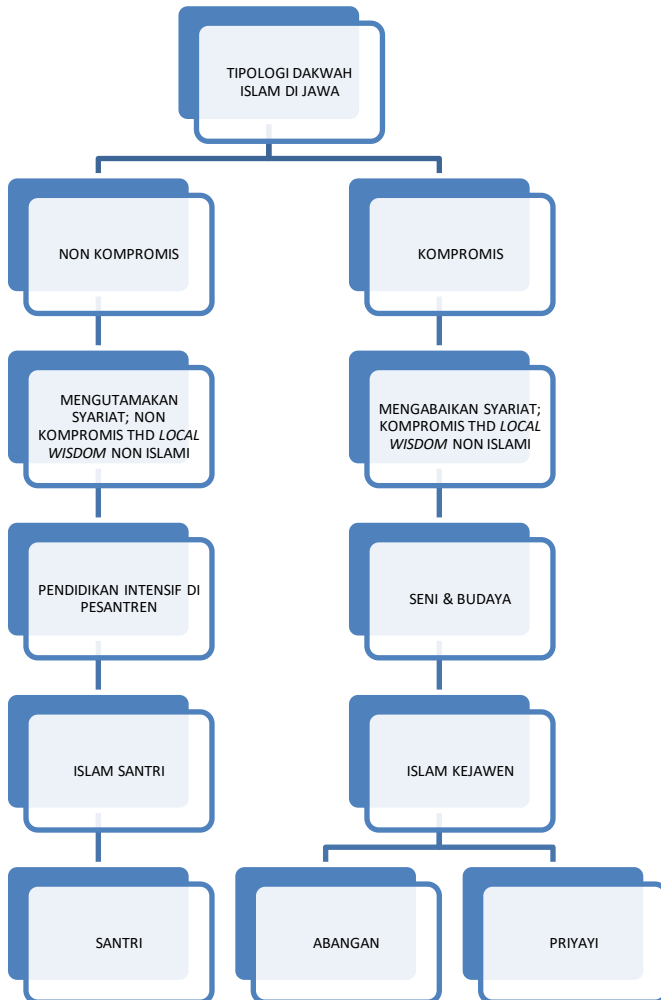 TIPOLOGI DAKWAH
ISLAM DI JAWA
NON KOMPROMIS
KOMPROMIS
MENGUTAMAKAN
SYARIAT; NON
KOMPROMIS THD LOCAL
WISDOM NON ISLAMI
MENGABAIKAN SYARIAT;
KOMPROMIS THD LOCAL
WISDOM NON ISLAMI
PENDIDIKAN INTENSIF DI
PESANTREN
SENI & BUDAYA
ISLAM SANTRI
ISLAM KEJAWEN
SANTRI
ABANGAN
PRIYAYI